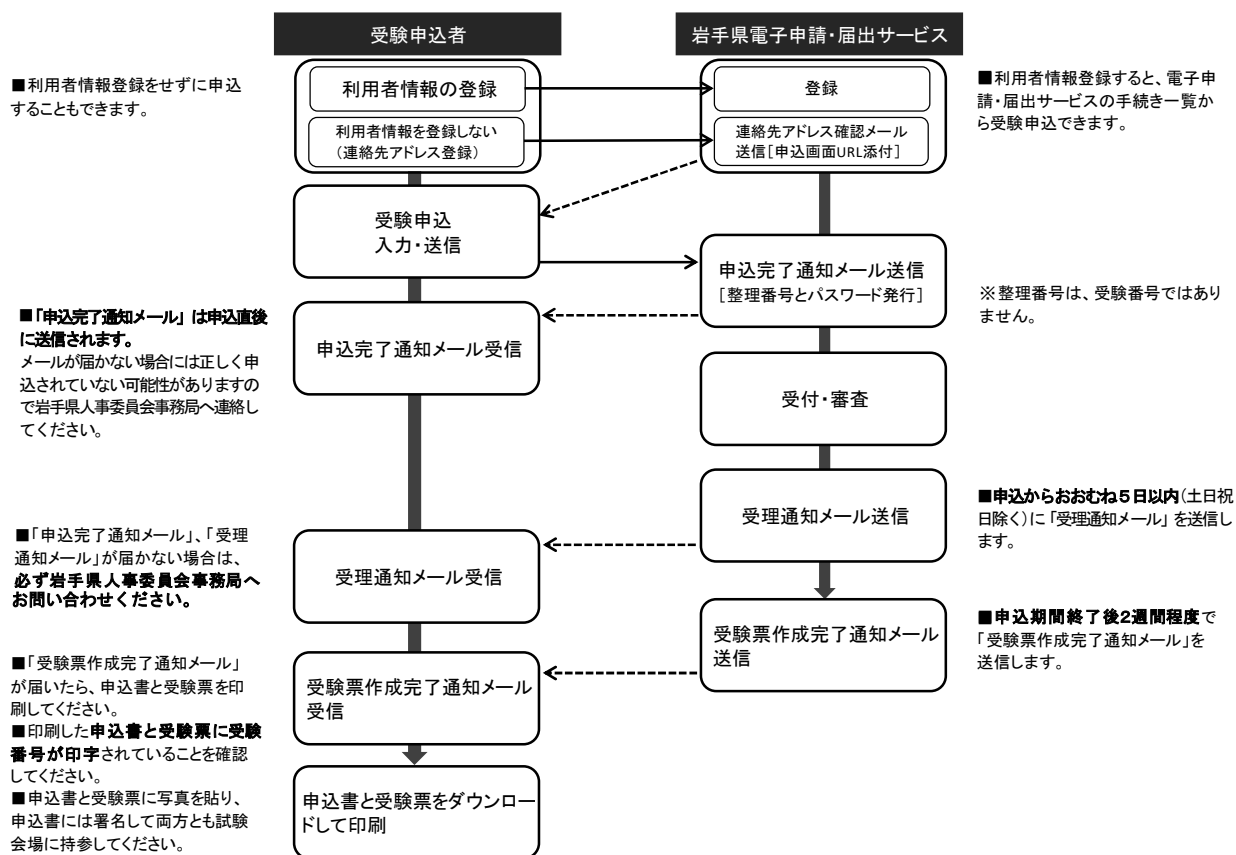 受験申込者
岩手県電子申請・届出サービス
■利用者情報登録をせずに申込
することもできます。
利用者情報の登録
登録
■利用者情報登録すると、電子申
請・届出サービスの手続き一覧か
ら受験申込できます。
利用者情報を登録しない
（連絡先アドレス登録）
連絡先アドレス確認メール
送信[申込画面URL添付]
受験申込
入力・送信
申込完了通知メール送信
[整理番号とパスワード発行]
※整理番号は、受験番号ではあり
ません。
■「申込完了通知メール」は申込直後
に送信されます。
メールが届かない場合には正しく申
込されていない可能性がありますの
で岩手県人事委員会事務局へ連絡し
てください。
申込完了通知メール受信
受付・審査
受理通知メール送信
■申込からおおむね５日以内(土日祝
日除く)に「受理通知メール」を送信し
ます。
■「申込完了通知メール」、「受理
通知メール」が届かない場合は、
必ず岩手県人事委員会事務局へ
お問い合わせください。
受理通知メール受信
受験票作成完了通知メール
送信
■申込期間終了後2週間程度で
「受験票作成完了通知メール」を
送信します。
■「受験票作成完了通知メール」
が届いたら、申込書と受験票を印
刷してください。
■印刷した申込書と受験票に受験
番号が印字されていることを確認
してください。
■申込書と受験票に写真を貼り、
申込書には署名して両方とも試験
会場に持参してください。
受験票作成完了通知メール
受信
申込書と受験票をダウンロー
ドして印刷